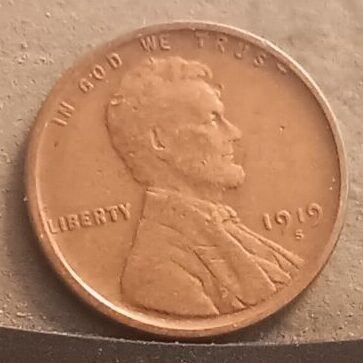 IN GOD WE TRUST
LIBERTY
1919
S